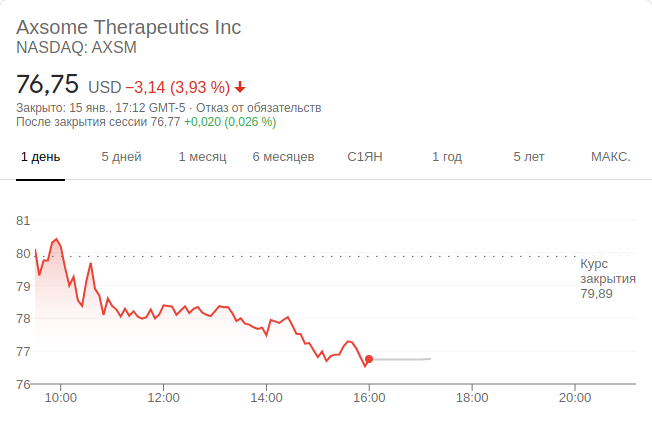 Axsome Therapeutics Inc
NASDAQ: AXSM
76,75 USD −3,14 (3,93 %)
Закрыто: 15 янв., 17:12 GMT-5 · Отказ от обязательств
После закрытия сессии 76,77 +0,020 (0,026 %)
1 день 5 дней 1 месяц 6 месяцев С1ЯН 1 год 5 лет МАКС.
81
80
79
78
77
76
Курс
закрытия
79,89
10:00 12:00 14:00 16:00 18:00 20:00